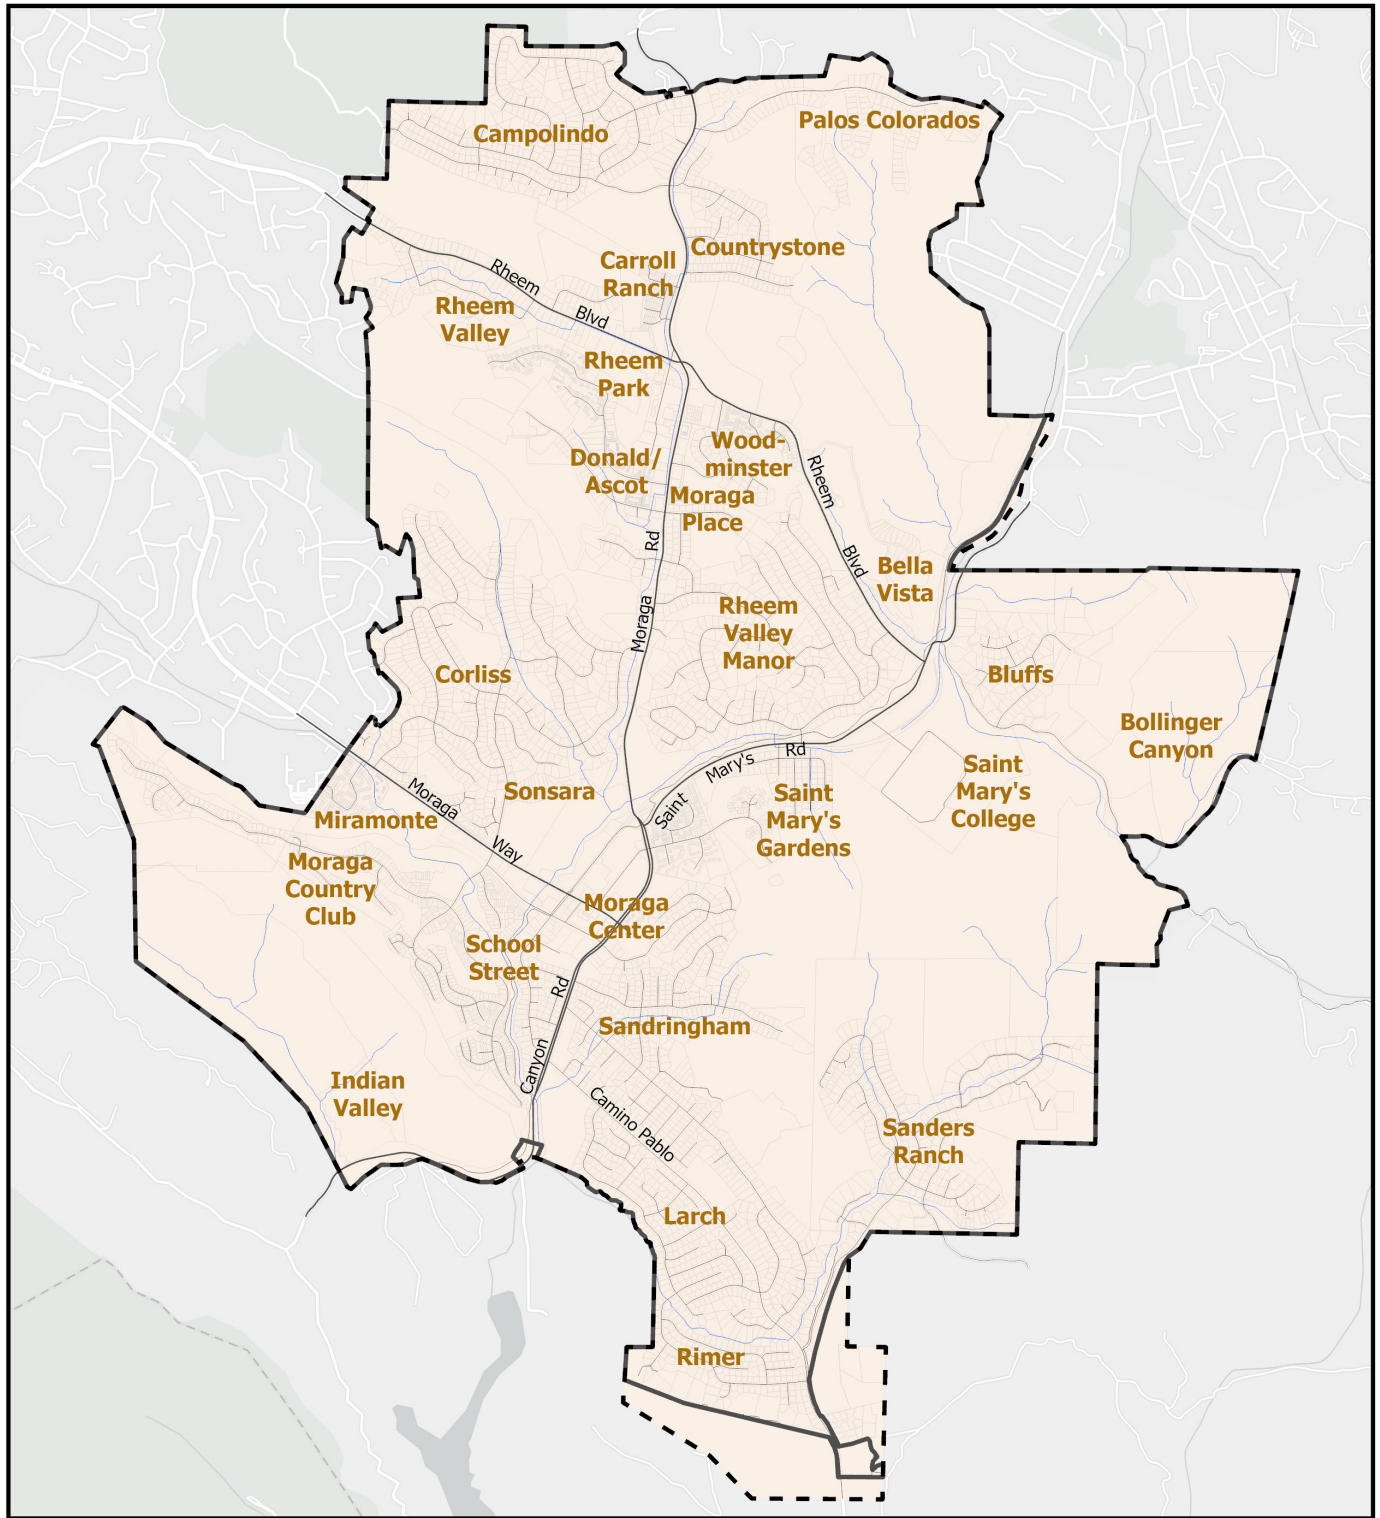 Palos Colorados
Campolindo
Countrystone
Carroll
Ranch
Rheem
Blvd
Rheem
Valley
Rheem
Park
Wood-
minster
Donald/
Ascot
Moraga
Place
Rheem
Blvd
Moraga
Rd
Bella
Vista
Rheem
Valley
Manor
Corliss
Bluffs
Bollinger
Canyon
Saint
Mary's
Rd
Saint
Mary's
College
Sonsara
Saint
Mary's
Gardens
Moraga
Way
Miramonte
Moraga
Country
Club
Moraga
Center
School
Street
Canyon
Rd
Sandringham
Indian
Valley
Camino Pablo
Sanders
Ranch
Larch
Rimer